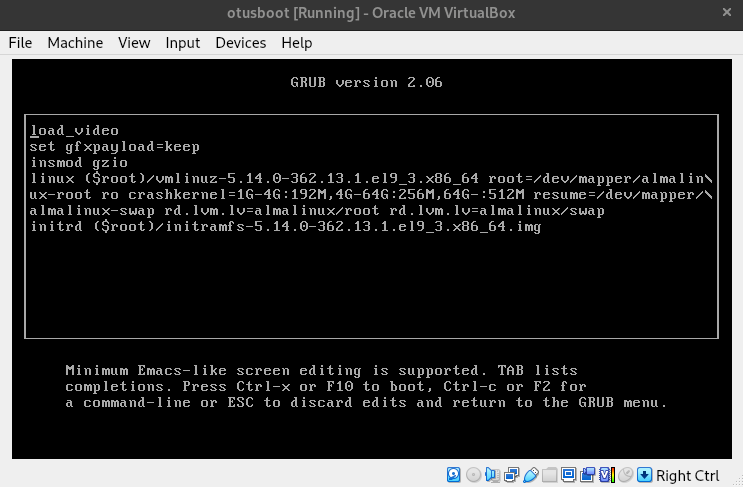 otusboot [Running] - Oracle VM VirtualBox
File Machine View Input Devices Help
GRUB version 2.06
load_video
set gfxpayload=keep
insmod gzio
linux ($root)/vmlinuz-5.14.0-362.13.1.el9_3.x86_64 root=/dev/mapper/almalin\
ux-root ro crashkernel=1G-4G:192M,4G-64G:256M,64G-:512M resume=/dev/mapper/\
almalinux-swap rd.lvm.lv=almalinux/root rd.lvm.lv=almalinux/swap
initrd ($root)/initramfs-5.14.0-362.13.1.el9_3.x86_64.img
Minimum Emacs-like screen editing is supported. TAB lists
completions. Press Ctrl-x or F10 to boot, Ctrl-c or F2 for
a command-line or ESC to discard edits and return to the GRUB menu.
Right Ctrl